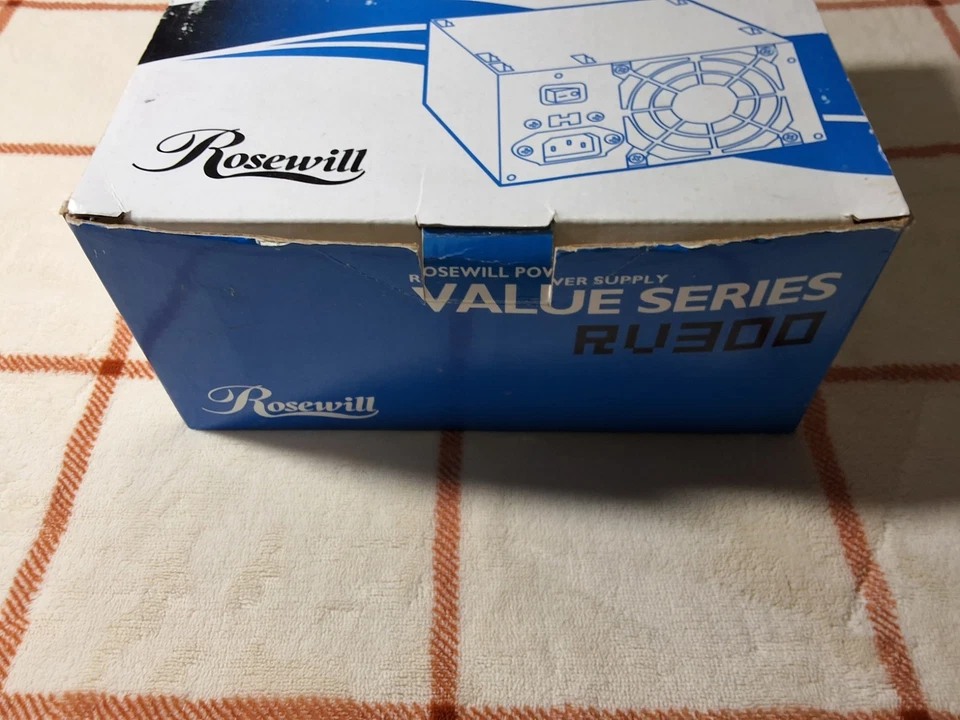 Rosewill
ROSEWILL POWER SUPPLY
VALUE SERIES
RV300
Rosewill